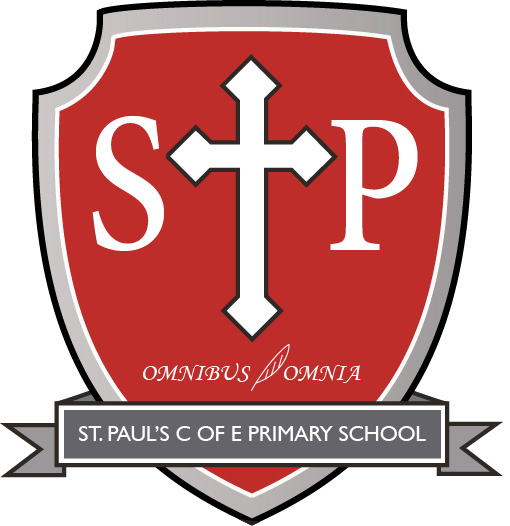 S P
OMNIBUS OMNIA
ST. PAUL'S C OF E PRIMARY SCHOOL